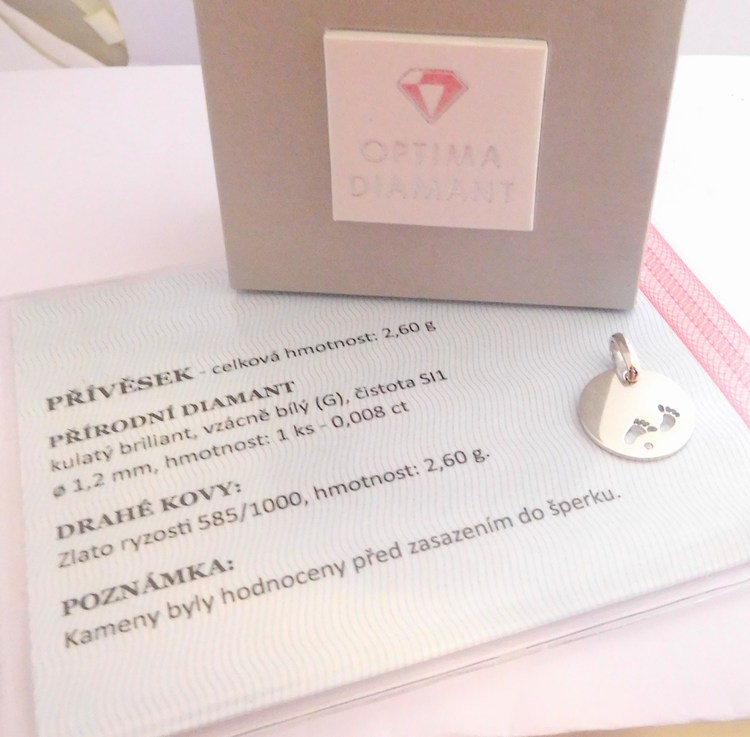 OPTIMA
DIAMANT
PŘÍVĚSEK - celková hmotnost: 2,60 g
PŘÍRODNÍ DIAMANT
kulatý briliant, vzácně bílý (G), čistota SI1
ø 1,2 mm, hmotnost: 1 ks - 0,008 ct
DRAHÉ KOVY:
Zlato ryzosti 585/1000, hmotnost: 2,60 g.
POZNÁMKA:
Kameny byly hodnoceny před zasazením do šperku.